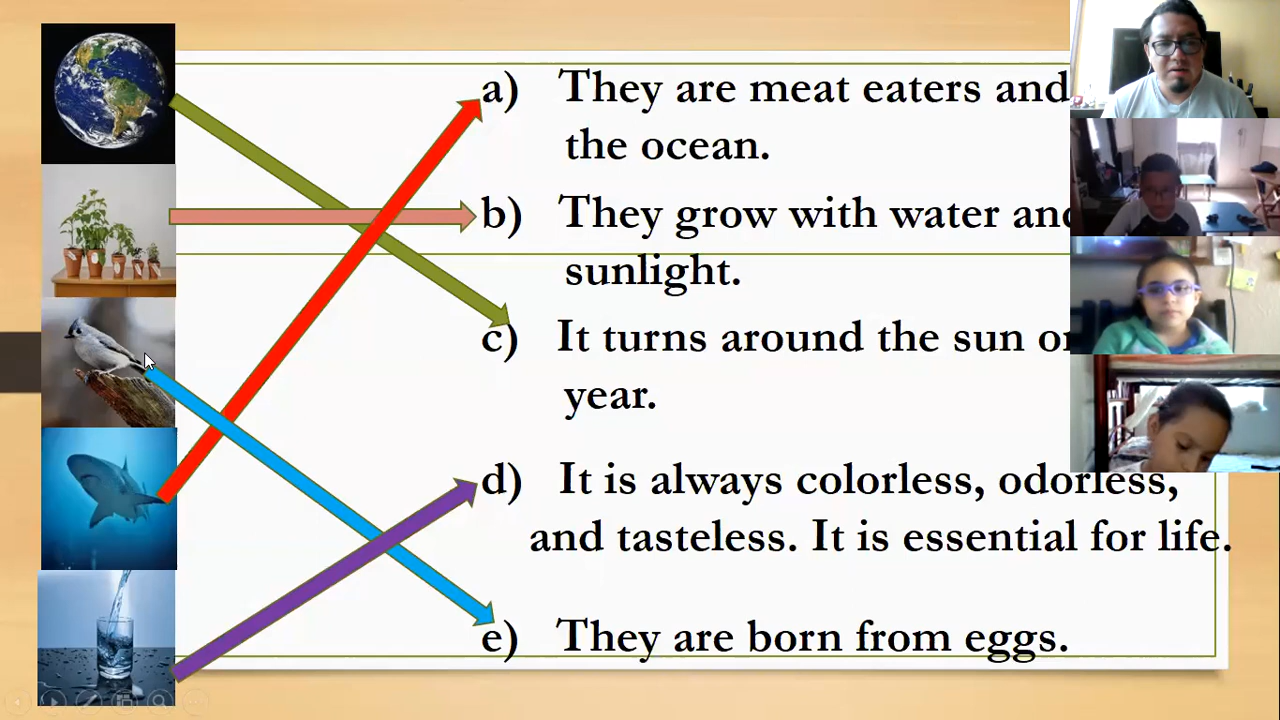 a) They are meat eaters and
the ocean.
b) They grow with water and
sunlight.
c) It turns around the sun
year.
d) It is always colorless, odorless,
and tasteless. It is essential for life.
e) They are born from eggs.